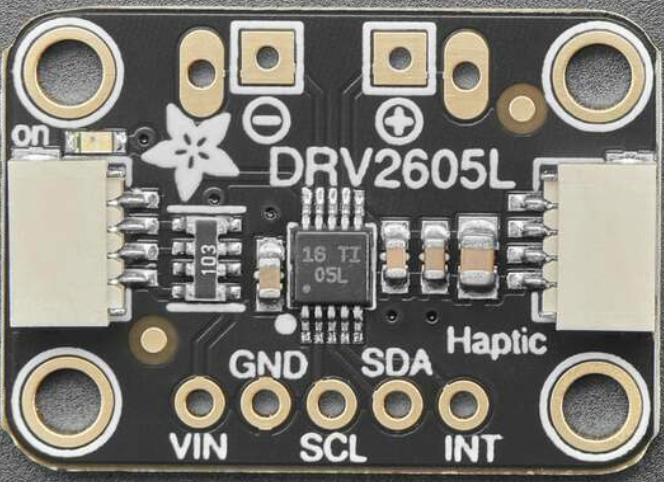 on
DRV2605L
103
16 TI
05L
Haptic
GND
SDA
VIN
SCL
INT